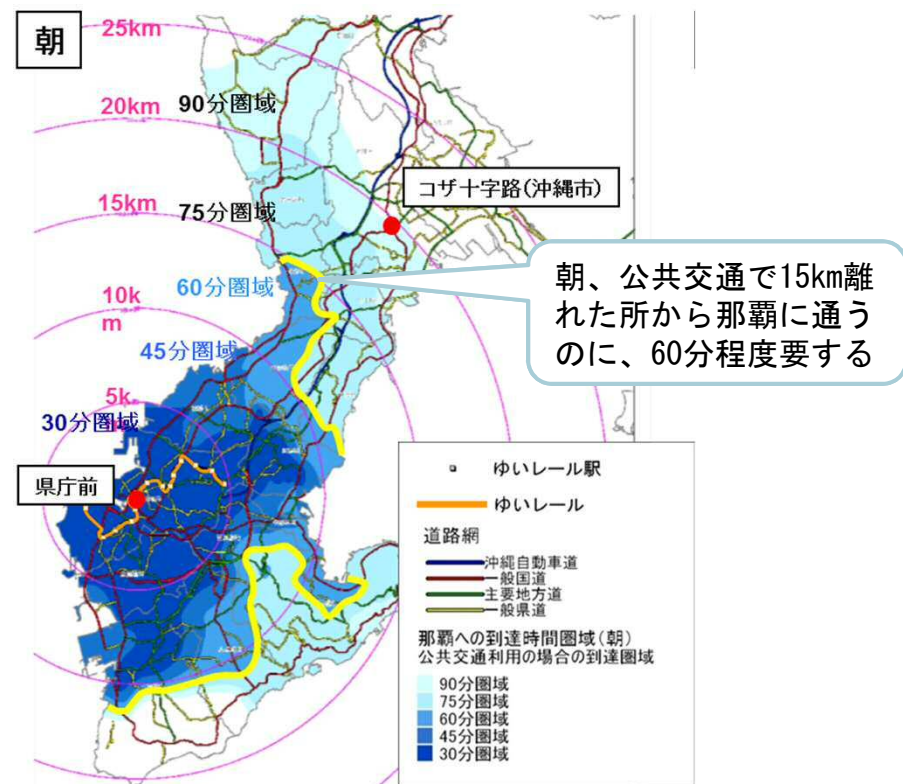 朝
25km
20km
90分圏域
コザ十字路(沖縄市)
15km
75分圏域
60分圏域
朝、公共交通で15km離
れた所から那覇に通う
のに、60分程度要する
10k
m
45分圏域
5k
30分圏域
県庁前
ゆいレール駅
ゆいレール
道路網
沖縄自動車道
一般国道
主要地方道
一般県道
那覇への到達時間圏域(朝)
公共交通利用の場合の到達圏域
90分圏域
75分圏域
60分圏域
45分圏域
30分圏域